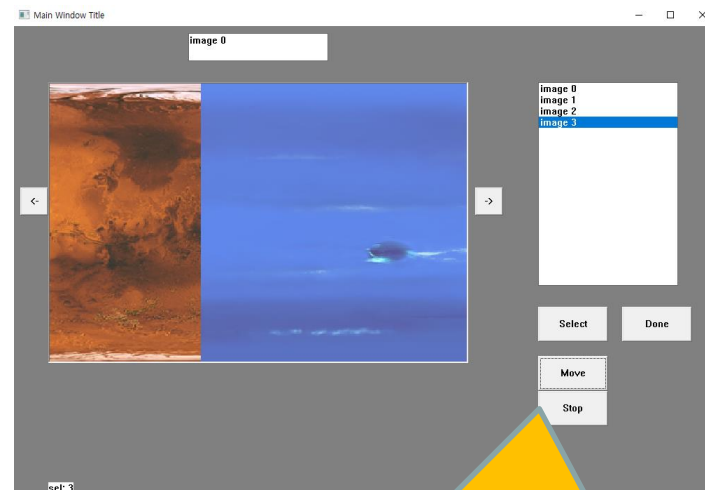 Main Window Title
image 0
image 0
image 1
image 2
image 3
<-
->
Select
Done
Move
Stop
sel: 3